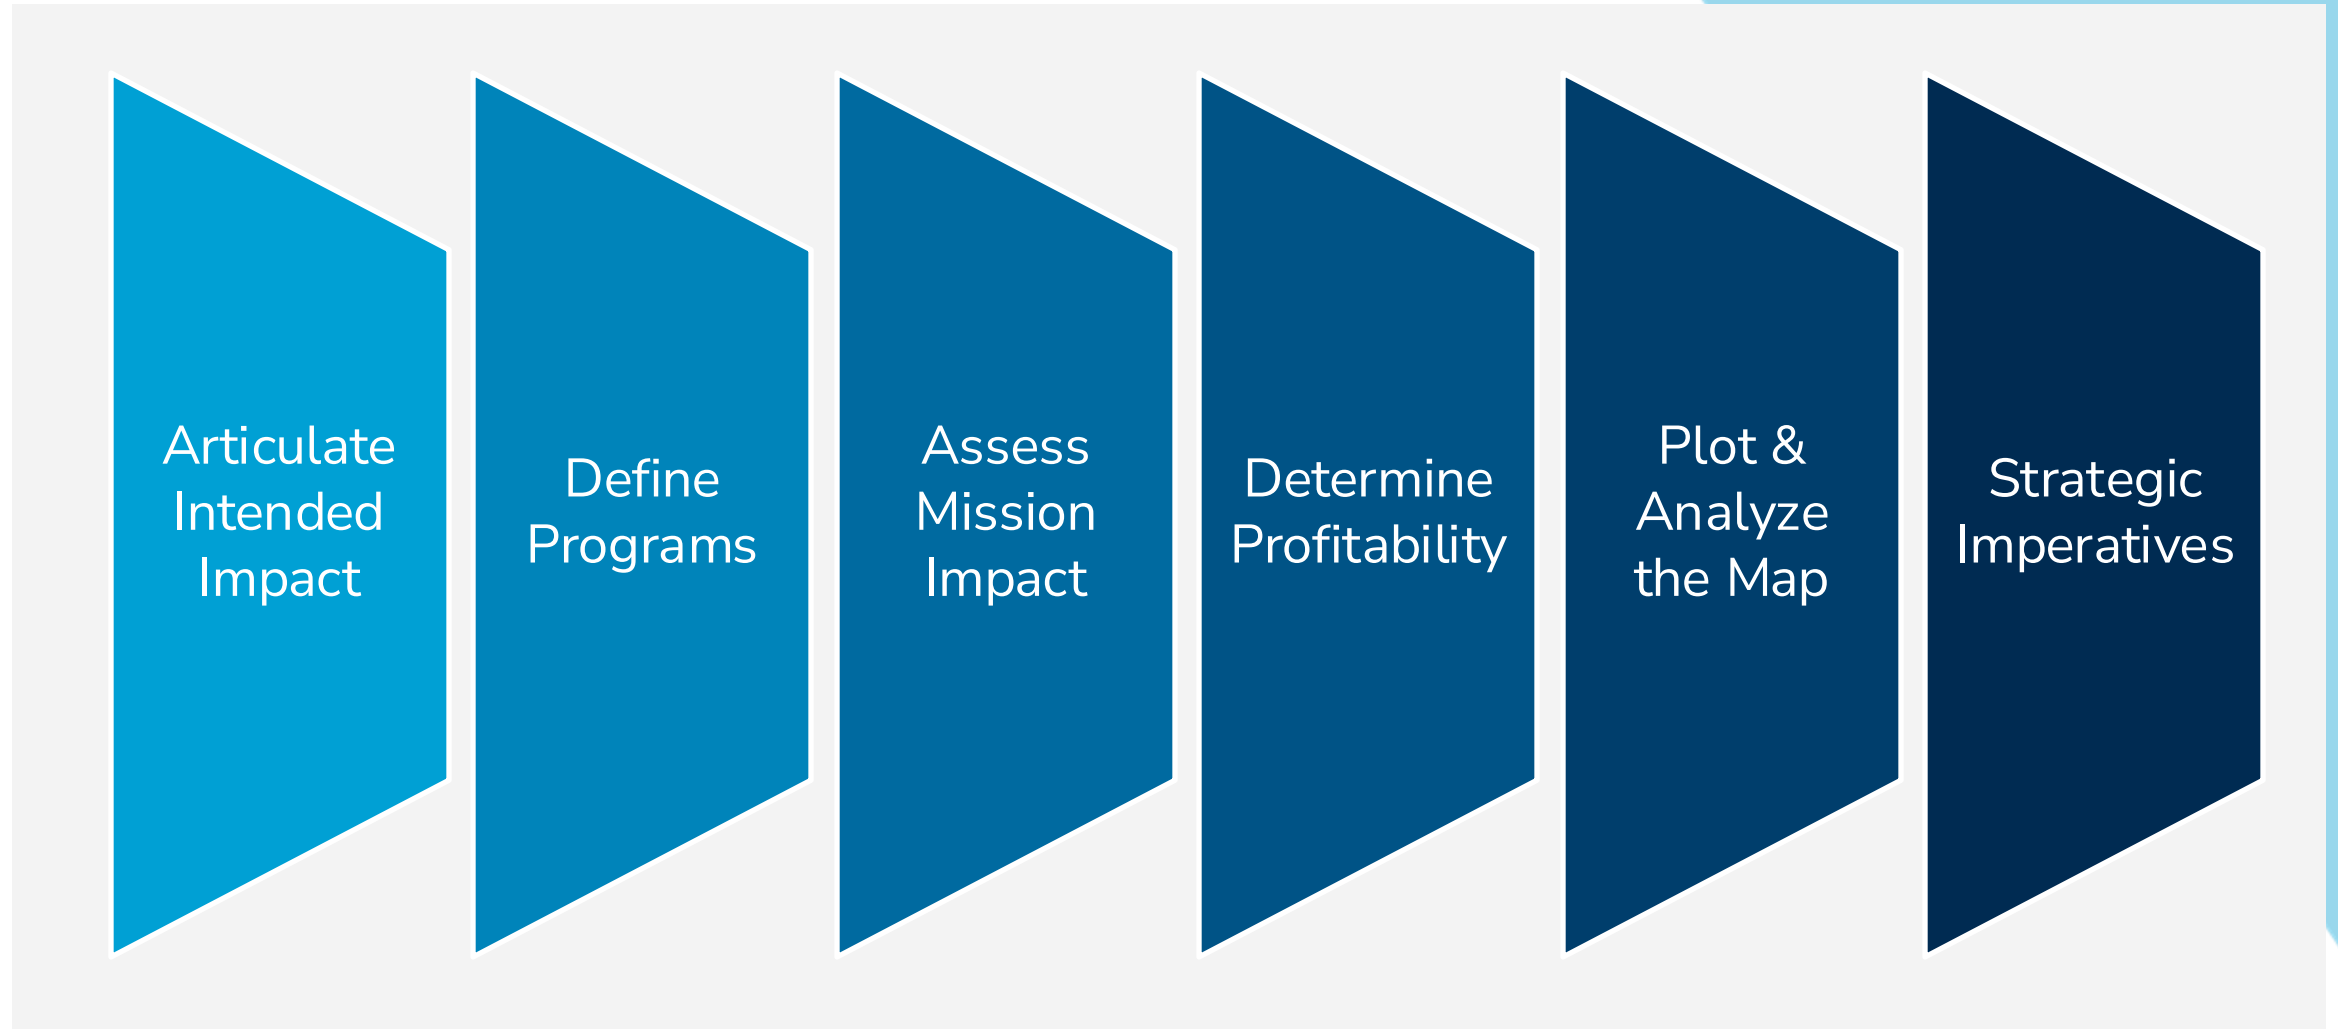 Articulate
Intended
Impact
Define
Programs
Assess
Mission
Impact
Determine
Profitability
Plot &
Analyze
the Map
Strategic
Imperatives